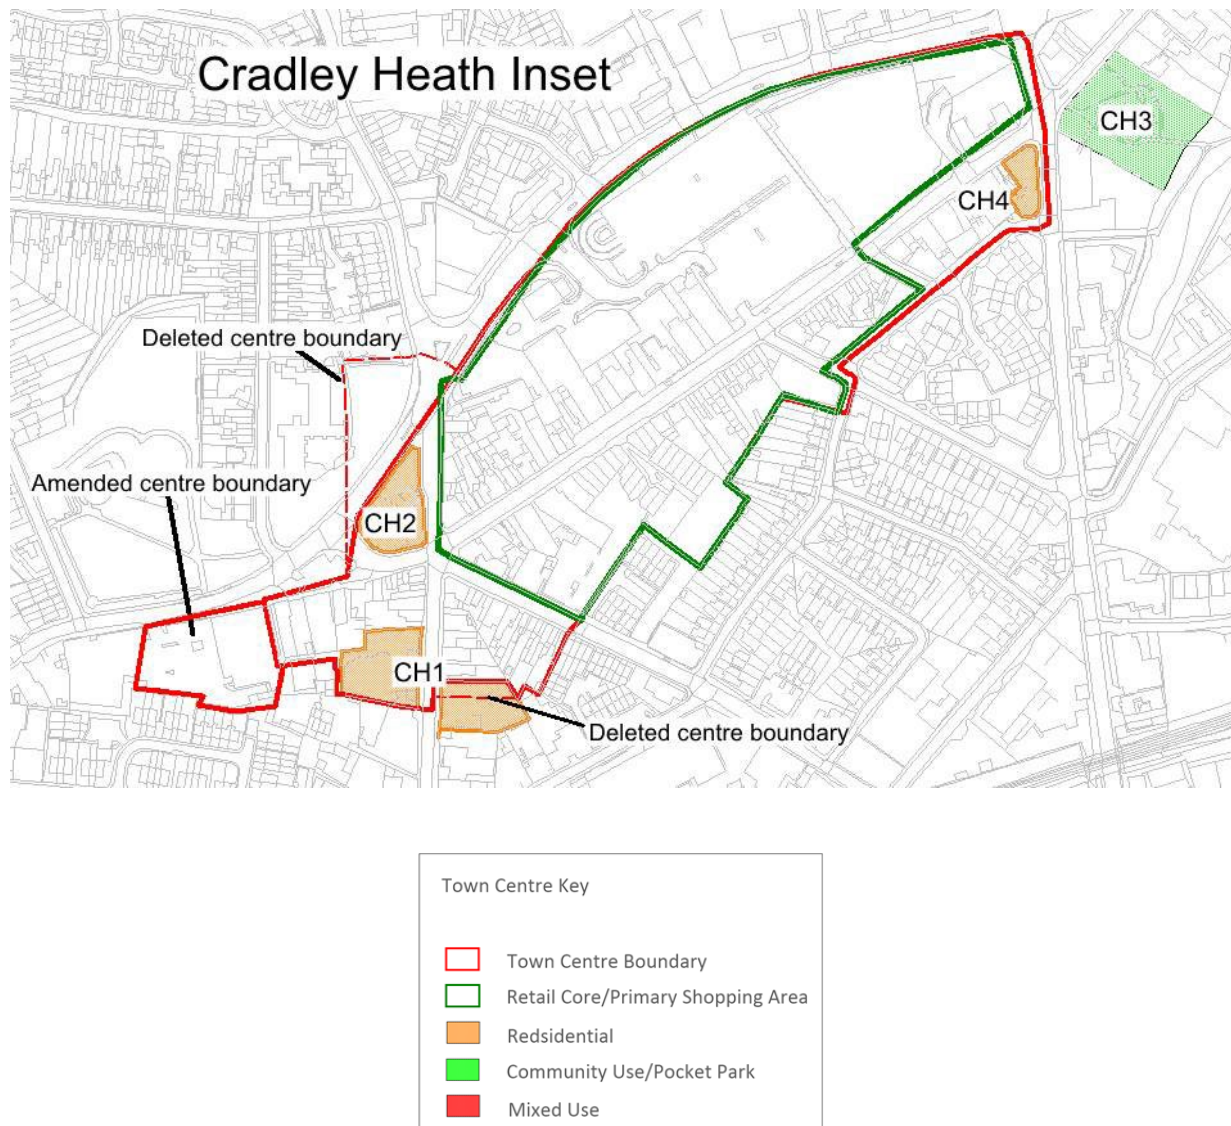 Cradley Heath Inset
CH3
CH4
Deleted centre boundary
Amended centre boundary
CH2
CH1
Deleted centre boundary
Town Centre Key
Town Centre Boundary
Retail Core/Primary Shopping Area
Redsidential
Community Use/Pocket Park
Mixed Use